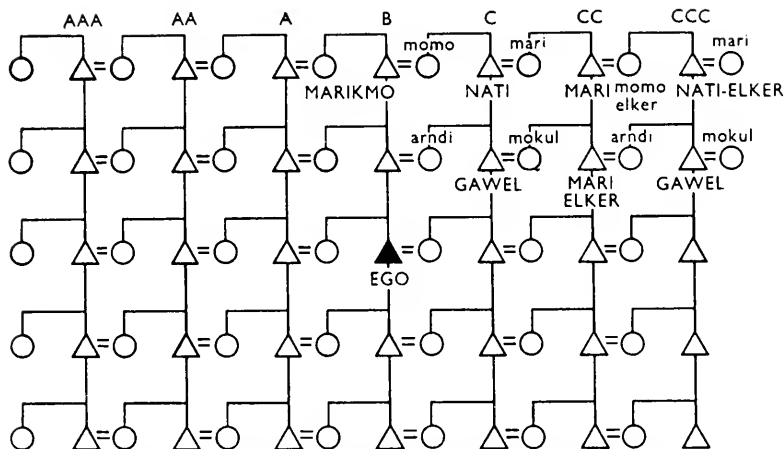 AAA AA A B C CC CCC
momo mari mari
MARIKMO NATI MARI momo NATI-ELKER
elker
arndi mokul arndi mokul
GAWEL MARI GAWEL
ELKER
EGO